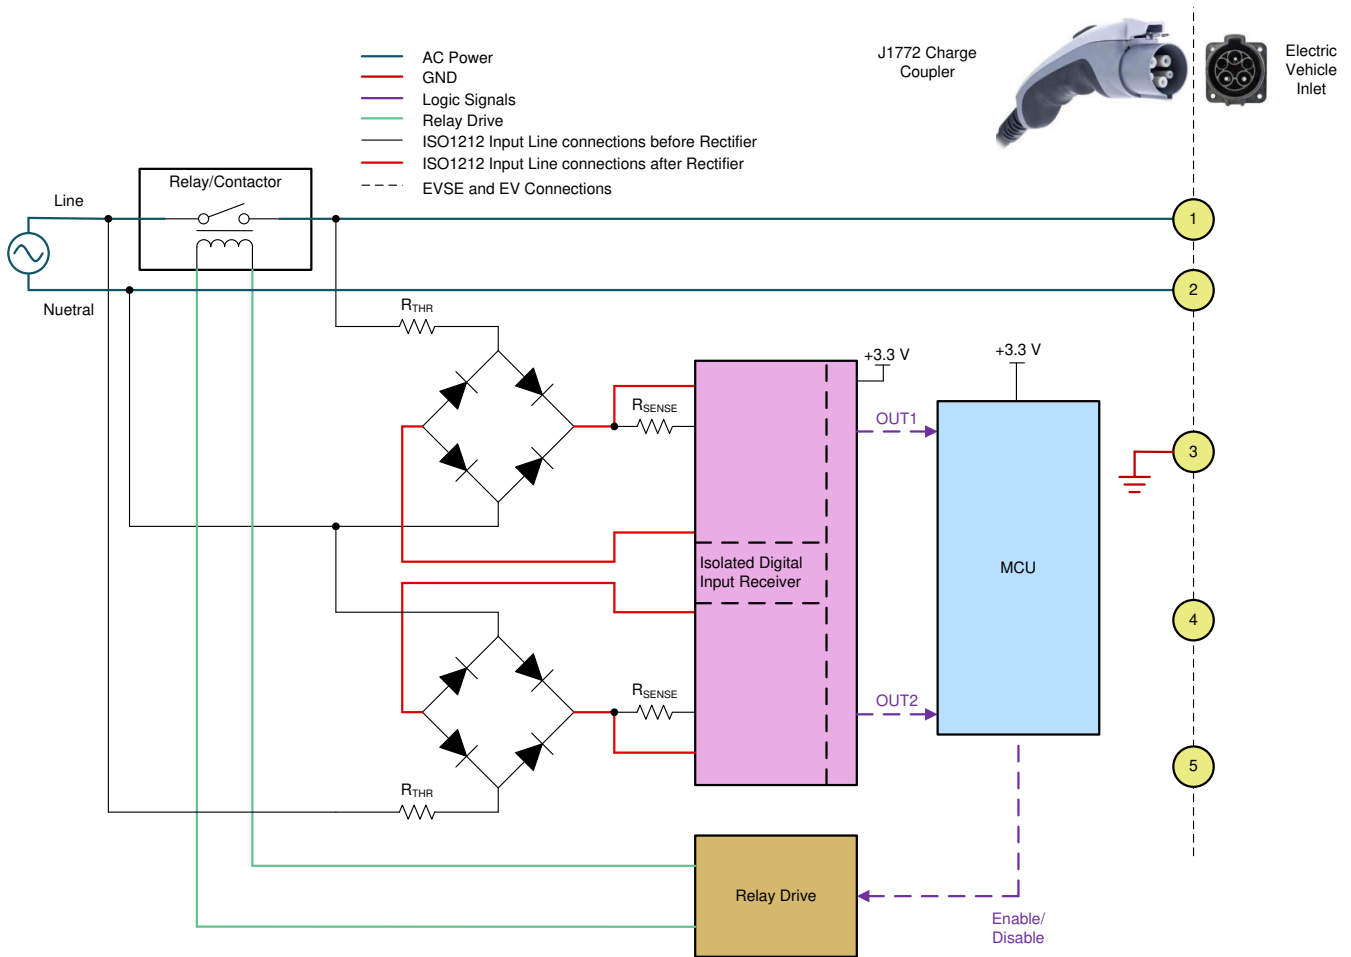 J1772 Charge
Coupler
Electric
Vehicle
Inlet
AC Power
GND
Logic Signals
Relay Drive
ISO1212 Input Line connections before Rectifier
ISO1212 Input Line connections after Rectifier
EVSE and EV Connections
Relay/Contactor
Line
1
2
Nuetral
RTHR
+3.3 V
+3.3 V
RSENSE
OUT1
3
Isolated Digital
Input Receiver
MCU
4
RSENSE
OUT2
5
RTHR
Relay Drive
Enable/
Disable